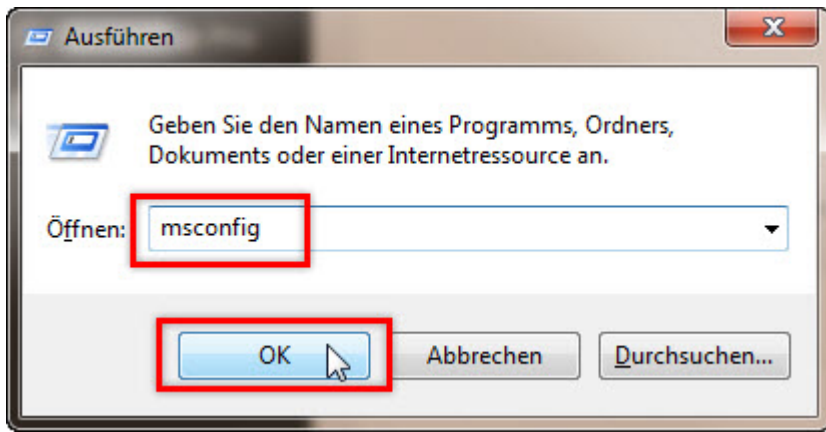 Ausführen
Geben Sie den Namen eines Programms, Ordners,
Dokuments oder einer Internetressource an.
Öffnen: msconfig
OK Abbrechen Durchsuchen...